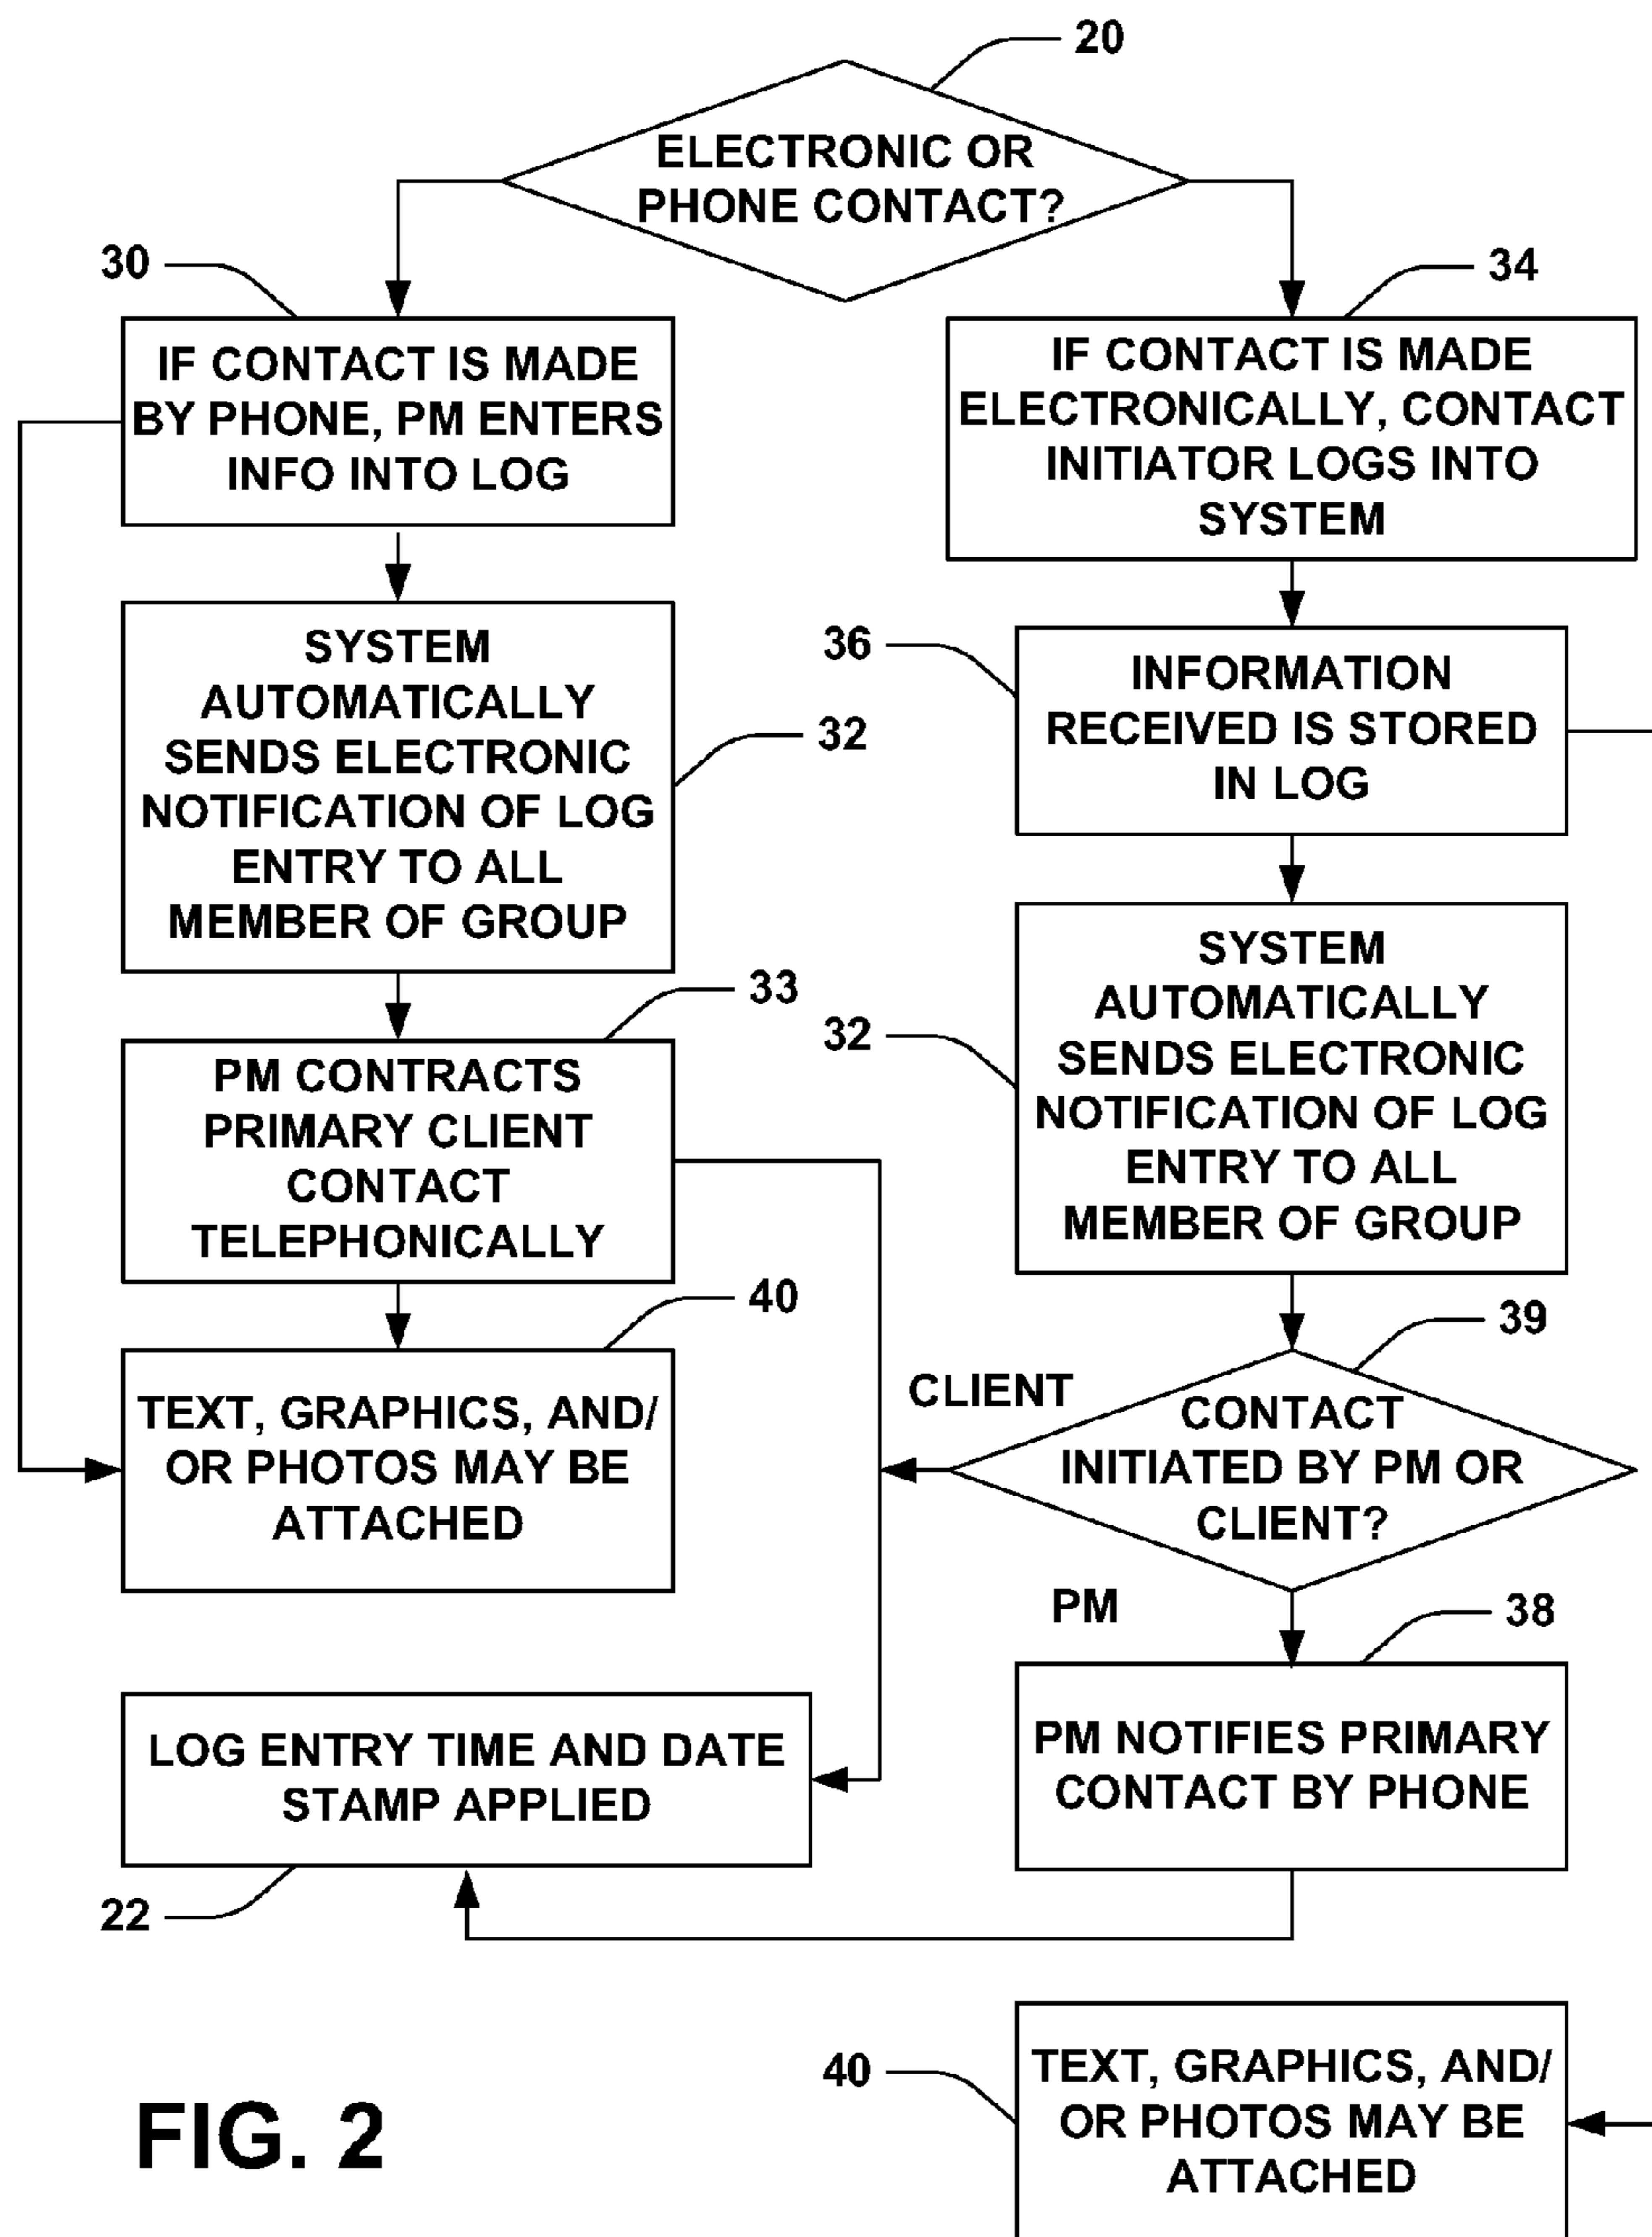 20
ELECTRONIC OR
PHONE CONTACT?
30
IF CONTACT IS MADE
BY PHONE, PM ENTERS
INFO INTO LOG
34
IF CONTACT IS MADE
ELECTRONICALLY, CONTACT
INITIATOR LOGS INTO
SYSTEM
SYSTEM
AUTOMATICALLY
SENDS ELECTRONIC
NOTIFICATION OF LOG
ENTRY TO ALL
MEMBER OF GROUP
32
36
INFORMATION
RECEIVED IS STORED
IN LOG
33
PM CONTRACTS
PRIMARY CLIENT
CONTACT
TELEPHONICALLY
32
SYSTEM
AUTOMATICALLY
SENDS ELECTRONIC
NOTIFICATION OF LOG
ENTRY TO ALL
MEMBER OF GROUP
40
TEXT, GRAPHICS, AND/
OR PHOTOS MAY BE
ATTACHED
39
CLIENT
CONTACT
INITIATED BY PM OR
CLIENT?
PM
38
PM NOTIFIES PRIMARY
CONTACT BY PHONE
LOG ENTRY TIME AND DATE
STAMP APPLIED
22
40
TEXT, GRAPHICS, AND/
OR PHOTOS MAY BE
ATTACHED
FIG. 2